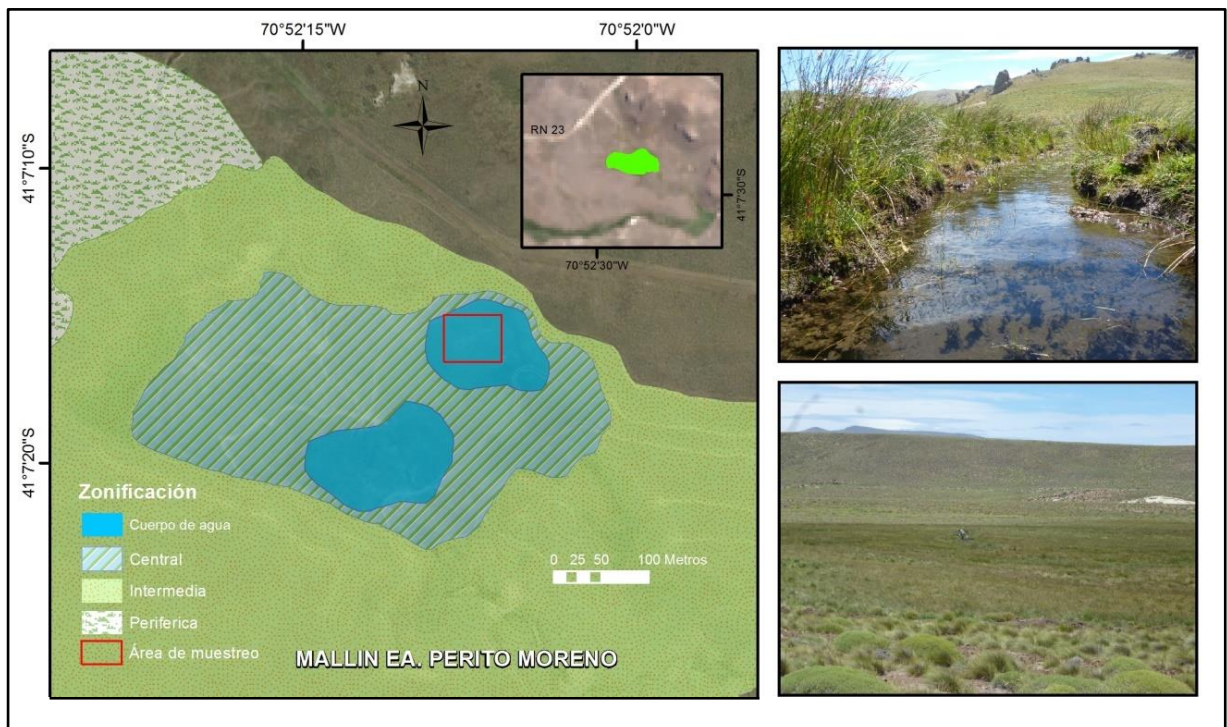 70°52'15"W
70°52'0"W
N
RN 23
41°7'30"S
70°52'30"W
41°7'10"S
41°7'20"S
Zonificación
Cuerpo de agua
Central
Intermedia
Periferica
Área de muestreo
0 25 50 100 Metros
MALLIN EA. PERITO MORENO